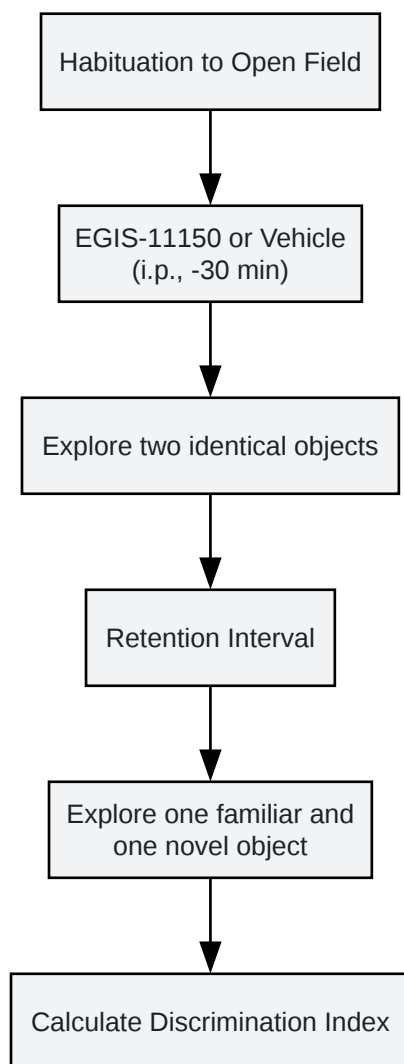 Habituation to Open Field
EGIS-11150 or Vehicle
(i.p., -30 min)
Explore two identical objects
Retention Interval
Explore one familiar and
one novel object
Calculate Discrimination Index